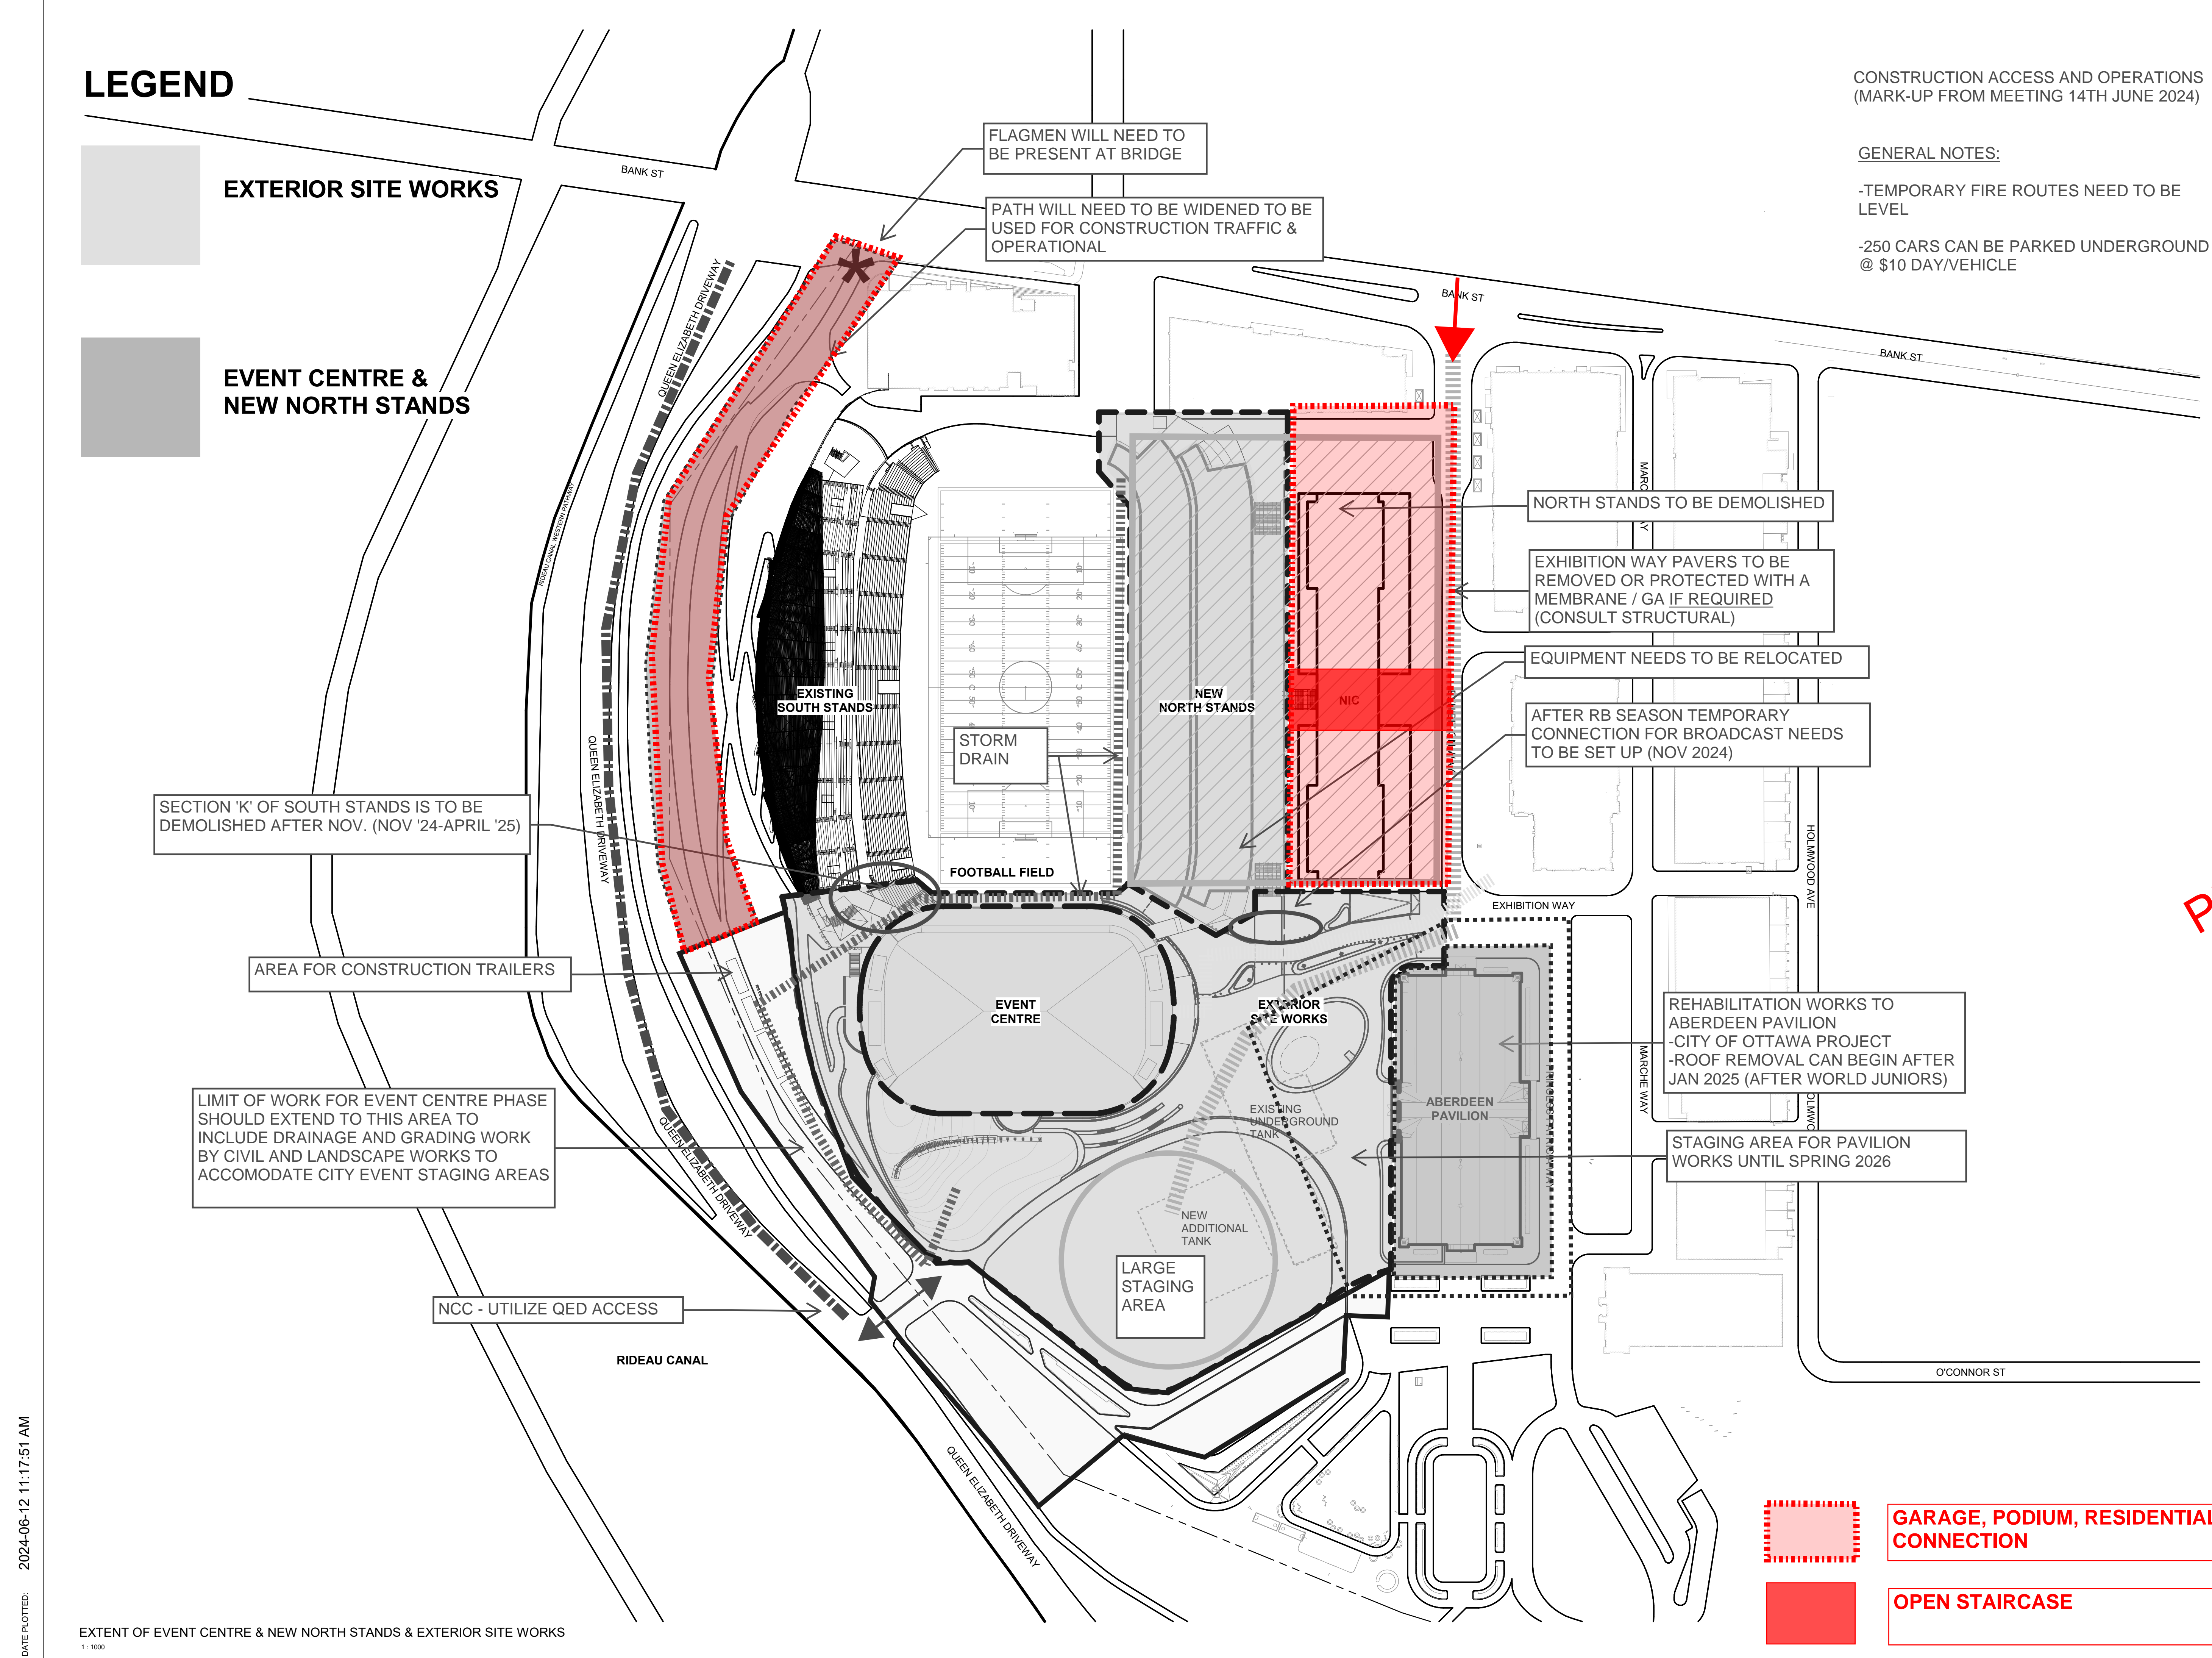 LEGEND
EXTERIOR SITE WORKS
EVENT CENTRE &
NEW NORTH STANDS
CONSTRUCTION ACCESS AND OPERATIONS
(MARK-UP FROM MEETING 14TH JUNE 2024)
GENERAL NOTES:
-TEMPORARY FIRE ROUTES NEED TO BE
LEVEL
-250 CARS CAN BE PARKED UNDERGROUND
@ $10 DAY/VEHICLE
FLAGMEN WILL NEED TO
BE PRESENT AT BRIDGE
PATH WILL NEED TO BE WIDENED TO BE
USED FOR CONSTRUCTION TRAFFIC &
OPERATIONAL
BANK ST
BANK ST
BANK ST
QUEEN ELIZABETH DRIVEWAY
RIDEAU CANAL WESTERN PATHWAY
NORTH STANDS TO BE DEMOLISHED
EXHIBITION WAY PAVERS TO BE
REMOVED OR PROTECTED WITH A
MEMBRANE / GA IF REQUIRED
(CONSULT STRUCTURAL)
EQUIPMENT NEEDS TO BE RELOCATED
AFTER RB SEASON TEMPORARY
CONNECTION FOR BROADCAST NEEDS
TO BE SET UP (NOV 2024)
EXISTING
SOUTH STANDS
NEW
NORTH STANDS
NIC
STORM
DRAIN
QUEEN ELIZABETH DRIVEWAY
SECTION 'K' OF SOUTH STANDS IS TO BE
DEMOLISHED AFTER NOV. (NOV '24-APRIL '25)
FOOTBALL FIELD
HOLMWOOD AVE
EXHIBITION WAY
AREA FOR CONSTRUCTION TRAILERS
EVENT
CENTRE
EXTERIOR
SITE WORKS
REHABILITATION WORKS TO
ABERDEEN PAVILION
-CITY OF OTTAWA PROJECT
-ROOF REMOVAL CAN BEGIN AFTER
JAN 2025 (AFTER WORLD JUNIORS)
MARCHE WAY
LIMIT OF WORK FOR EVENT CENTRE PHASE
SHOULD EXTEND TO THIS AREA TO
INCLUDE DRAINAGE AND GRADING WORK
BY CIVIL AND LANDSCAPE WORKS TO
ACCOMODATE CITY EVENT STAGING AREAS
EXISTING
UNDERGROUND
TANK
ABERDEEN
PAVILION
STAGING AREA FOR PAVILION
WORKS UNTIL SPRING 2026
QUEEN ELIZABETH DRIVEWAY
NEW
ADDITIONAL
TANK
LARGE
STAGING
AREA
NCC - UTILIZE QED ACCESS
RIDEAU CANAL
O'CONNOR ST
QUEEN ELIZABETH DRIVEWAY
GARAGE, PODIUM, RESIDENTIAL
CONNECTION
OPEN STAIRCASE
EXTENT OF EVENT CENTRE & NEW NORTH STANDS & EXTERIOR SITE WORKS
1 : 1000
DATE PLOTTED: 2024-06-12 11:17:51 AM